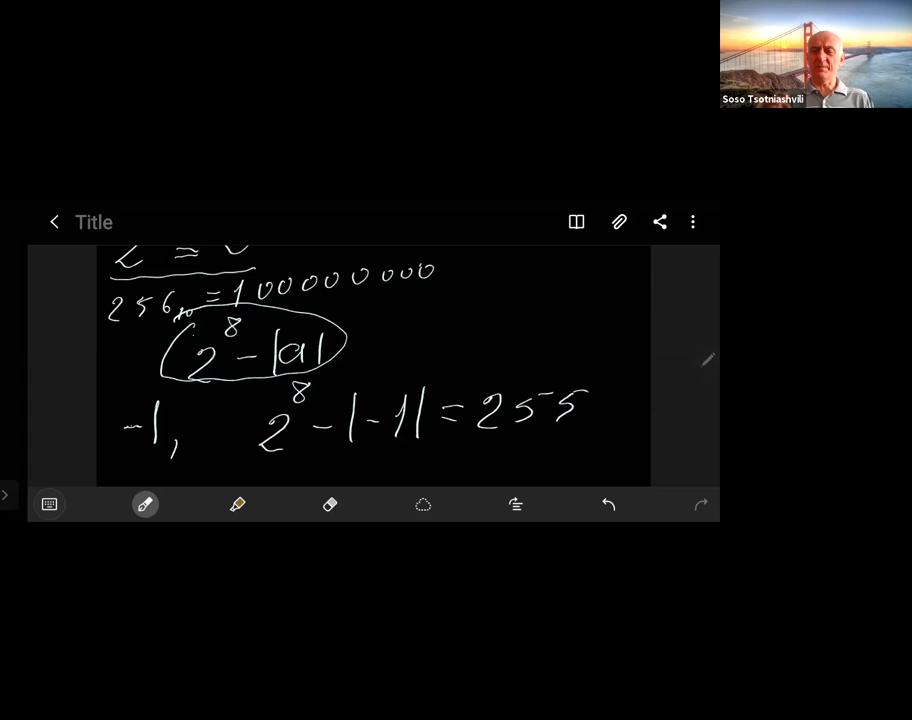 Soso Tsotniashvili
Title
256₁₀ = 100000000
2⁸ - |a|
-1, 2⁸ - |-1| = 255